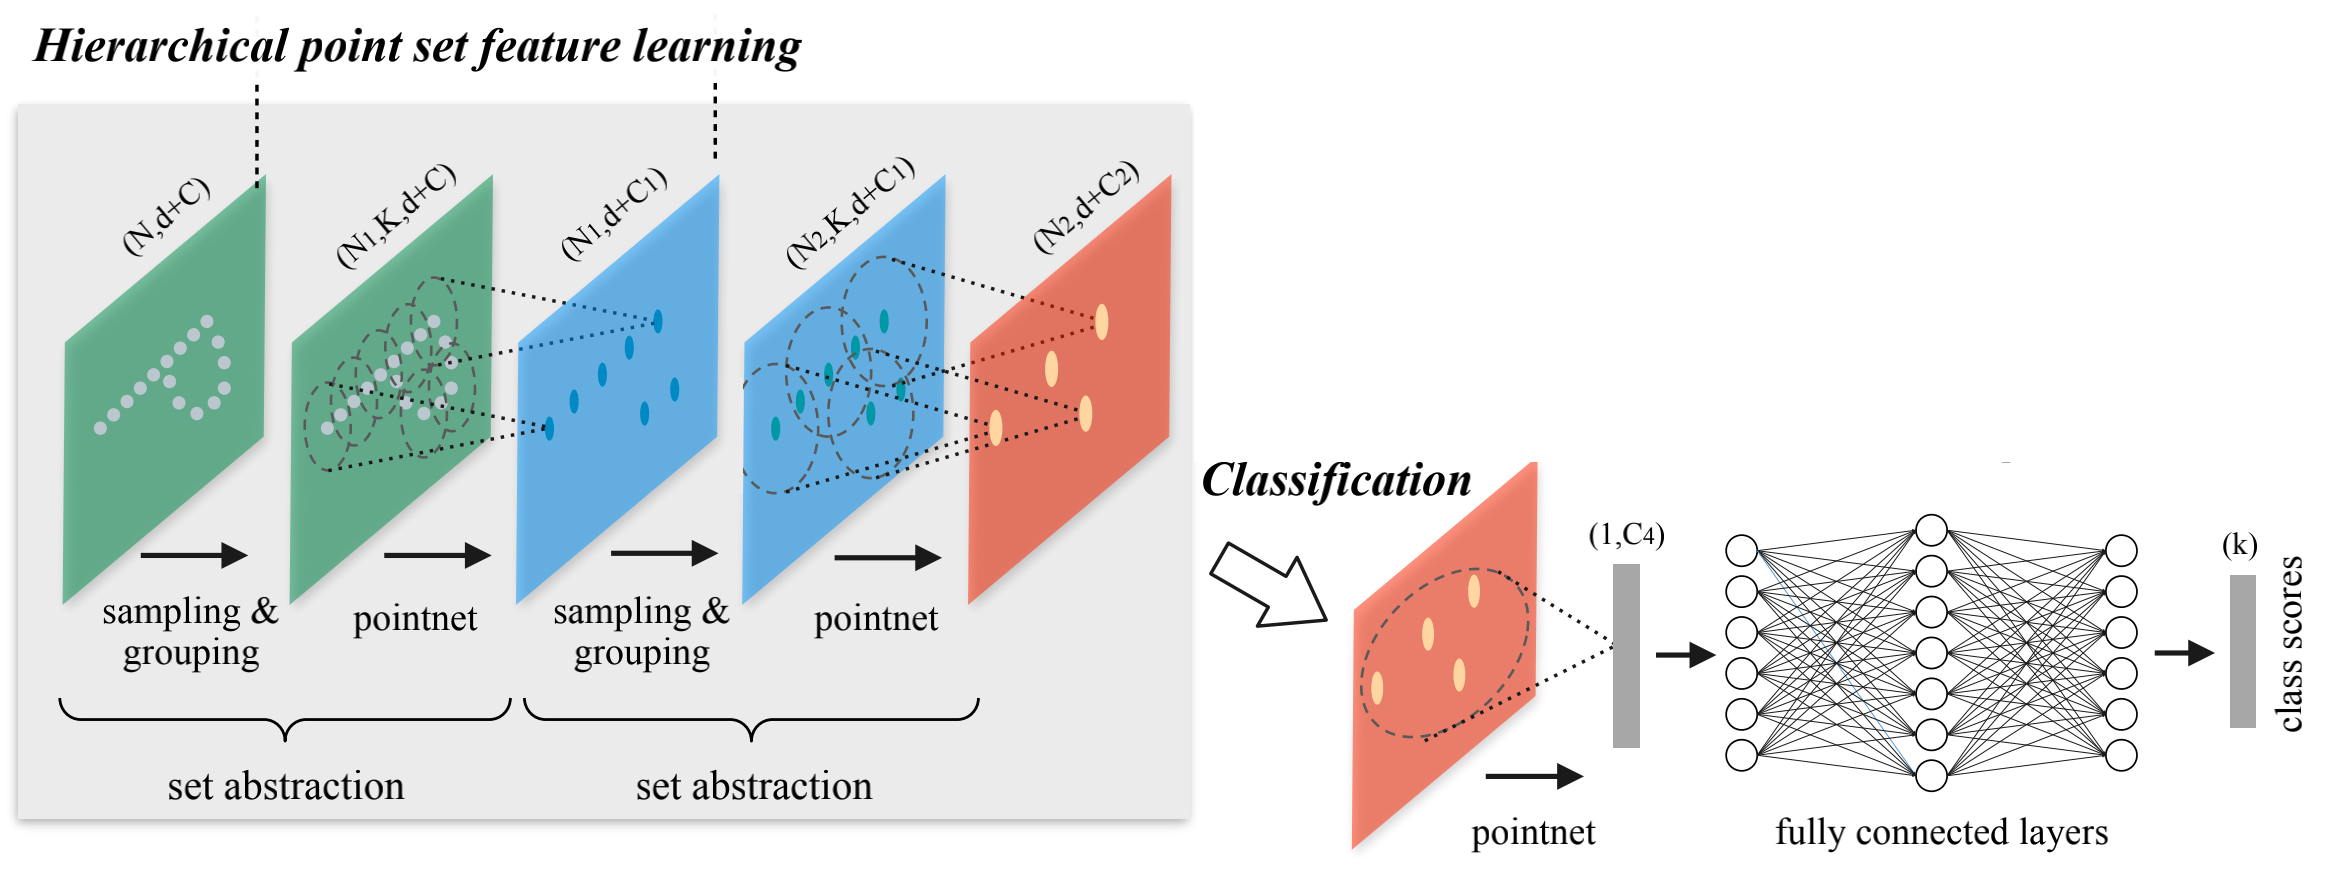 Hierarchical point set feature learning
(N,d+C)
(N1,K,d+C)
(N1,d+C1)
(N2,K,d+C1)
(N2,d+C2)
sampling &
grouping
pointnet
sampling &
grouping
pointnet
set abstraction
set abstraction
Classification
(1,C4)
(k)
class scores
pointnet
fully connected layers